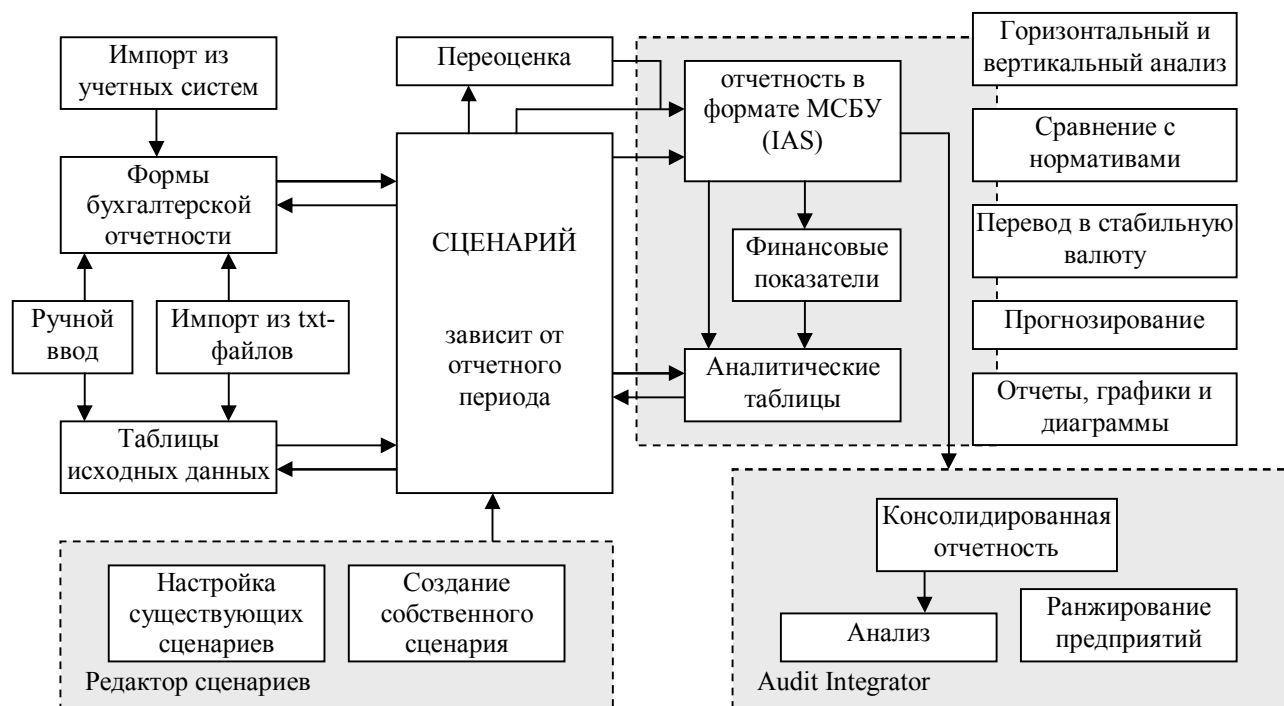 Импорт из
учетных систем
Формы
бухгалтерской
отчетности
Ручной
ввод
Импорт из txt-
файлов
Таблицы
исходных данных
Переоценка
СЦЕНАРИЙ
зависит от
отчетного
периода
отчетность в
формате МСБУ
(IAS)
Финансовые
показатели
Аналитические
таблицы
Горизонтальный и
вертикальный анализ
Сравнение с
нормативами
Перевод в стабильную
валюту
Прогнозирование
Отчеты, графики и
диаграммы
Настройка
существующих
сценариев
Создание
собственного
сценария
Редактор сценариев
Консолидированная
отчетность
Анализ
Ранжирование
предприятий
Audit Integrator